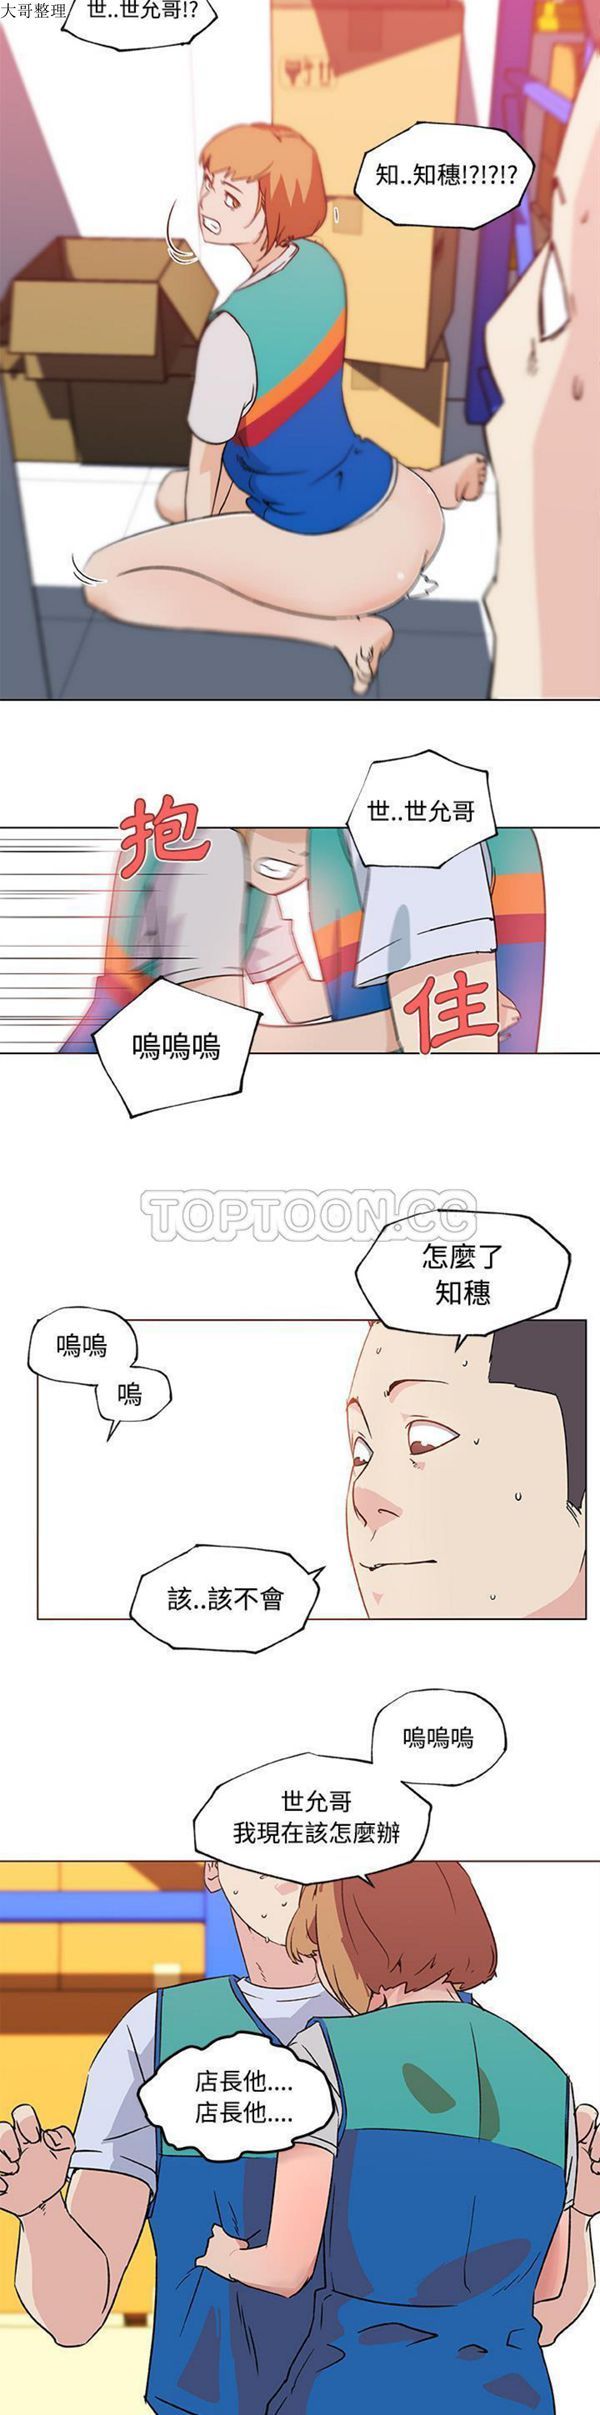 大哥整理
世..世允哥!?
知..知穗!?!?!?
世..世允哥
抱
住
嗚嗚嗚
TOPTOON.CC
怎麼了
知穗
嗚嗚
嗚
該..該不會
嗚嗚嗚
世允哥
我現在該怎麼辦
店長他....
店長他....